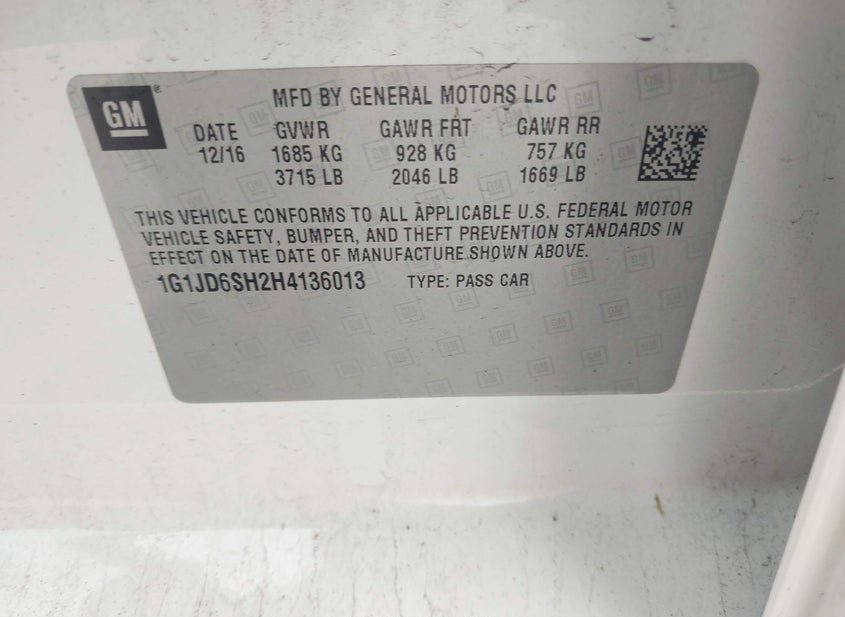 GM ®
MFD BY GENERAL MOTORS LLC
DATE GVWR GAWR FRT GAWR RR
12/16 1685 KG 928 KG 757 KG
3715 LB 2046 LB 1669 LB
THIS VEHICLE CONFORMS TO ALL APPLICABLE U.S. FEDERAL MOTOR
VEHICLE SAFETY, BUMPER, AND THEFT PREVENTION STANDARDS IN
EFFECT ON THE DATE OF MANUFACTURE SHOWN ABOVE.
1G1JD6SH2H4136013 TYPE: PASS CAR